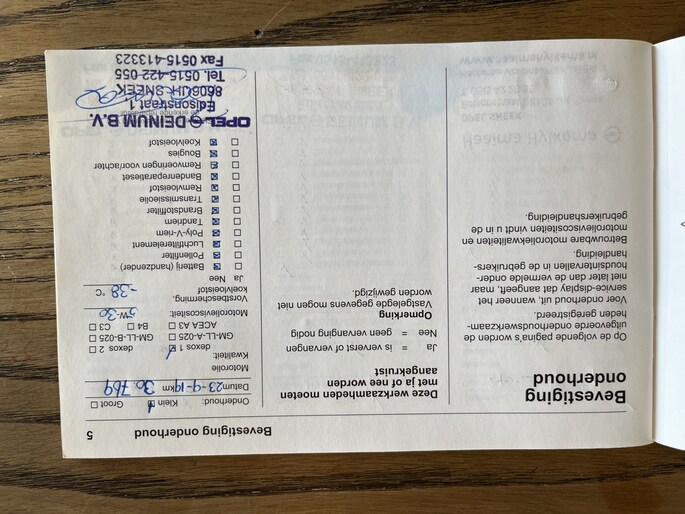 Bevestiging onderhoud
5
Bevestiging
onderhoud
Op de volgende pagina's worden de
uitgevoerde onderhoudswerkzaam-
heden geregistreerd.
Voer onderhoud uit, wanneer het
service-display dat aangeeft, maar
niet later dan de vermelde onder-
houdsintervallen in de gebruikers-
handleiding.
Betrouwbare motoroliekwaliteiten en
motorolieviscositeiten vindt u in de
gebruikershandleiding.
Deze werkzaamheden moeten
met ja of nee worden
aangekruist
Ja = is ververst of vervangen
Nee = geen vervanging nodig
Opmerking
Vastgelegde gegevens mogen niet
worden gewijzigd.
Onderhoud: Klein Groot
Datum: 23-9-19 km 30.769
Motorolie
Kwaliteit:
dexos 1 dexos 2
GM-LL-A-025 GM-LL-B-025
ACEA A3 B4 C3
Motorolieviscositeit: 5W-30
Vorstbescherming,
koelvloeistof -38 °C
Ja Nee
Batterij (handzender)
Pollenfilter
Luchtfilterelement
Poly-V-riem
Tandriem
Brandstoffilter
Transmissieolie
Remvloeistof
Bandenreparatieset
Remvoeringen voor/achter
Bougies
Koelvloeistof
OPEL DEINUM B.V.
Edisonstraat 1
8606 JH SNEEK
Tel. 0515-422-055
Fax 0515-413323